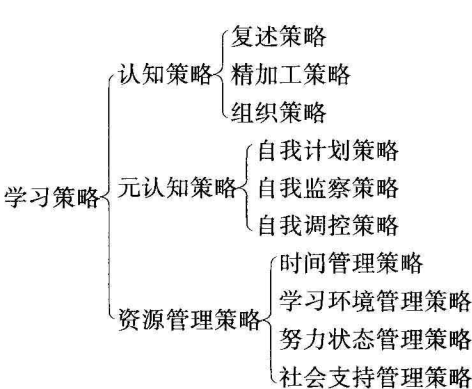 学习策略
认知策略
复述策略
精加工策略
组织策略
元认知策略
自我计划策略
自我监察策略
自我调控策略
资源管理策略
时间管理策略
学习环境管理策略
努力状态管理策略
社会支持管理策略